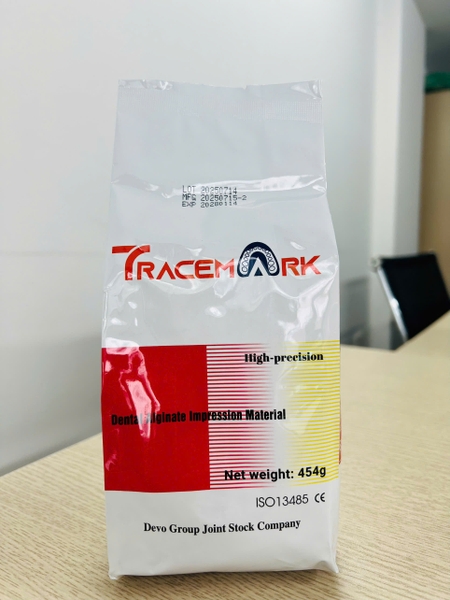 LOT 20250714
MFG 20250715-2
EXP 20280114
TRACEMARK
High-precision
Dental Alginate Impression Material
Net weight: 454g
ISO13485 CE
Devo Group Joint Stock Company